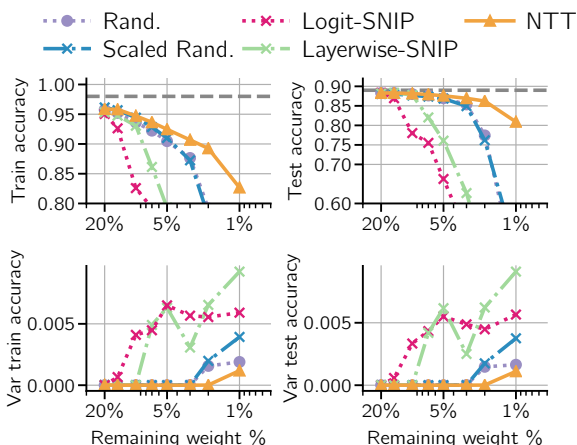 Rand. Logit-SNIP NTT
Scaled Rand. Layerwise-SNIP
Train accuracy
1.00
0.95
0.90
0.85
0.80
20% 5% 1%
Test accuracy
0.90
0.85
0.80
0.75
0.70
0.60
20% 5% 1%
Var train accuracy
0.005
0.000
20% 5% 1%
Remaining weight %
Var test accuracy
0.005
0.000
20% 5% 1%
Remaining weight %